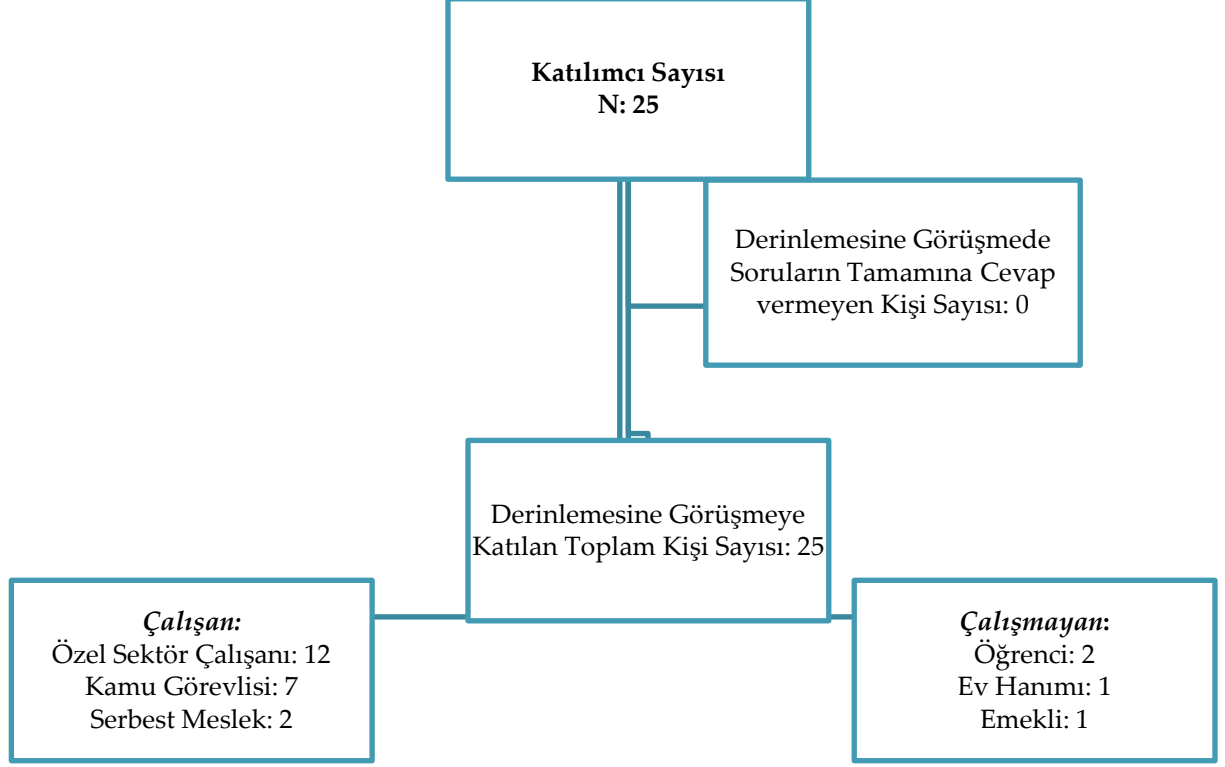 Katılımcı Sayısı
N: 25
Derinlemesine Görüşmede
Soruların Tamamına Cevap
vermeyen Kişi Sayısı: 0
Derinlemesine Görüşmeye
Katılan Toplam Kişi Sayısı: 25
Çalışan:
Özel Sektör Çalışanı: 12
Kamu Görevlisi: 7
Serbest Meslek: 2
Çalışmayan:
Öğrenci: 2
Ev Hanımı: 1
Emekli: 1